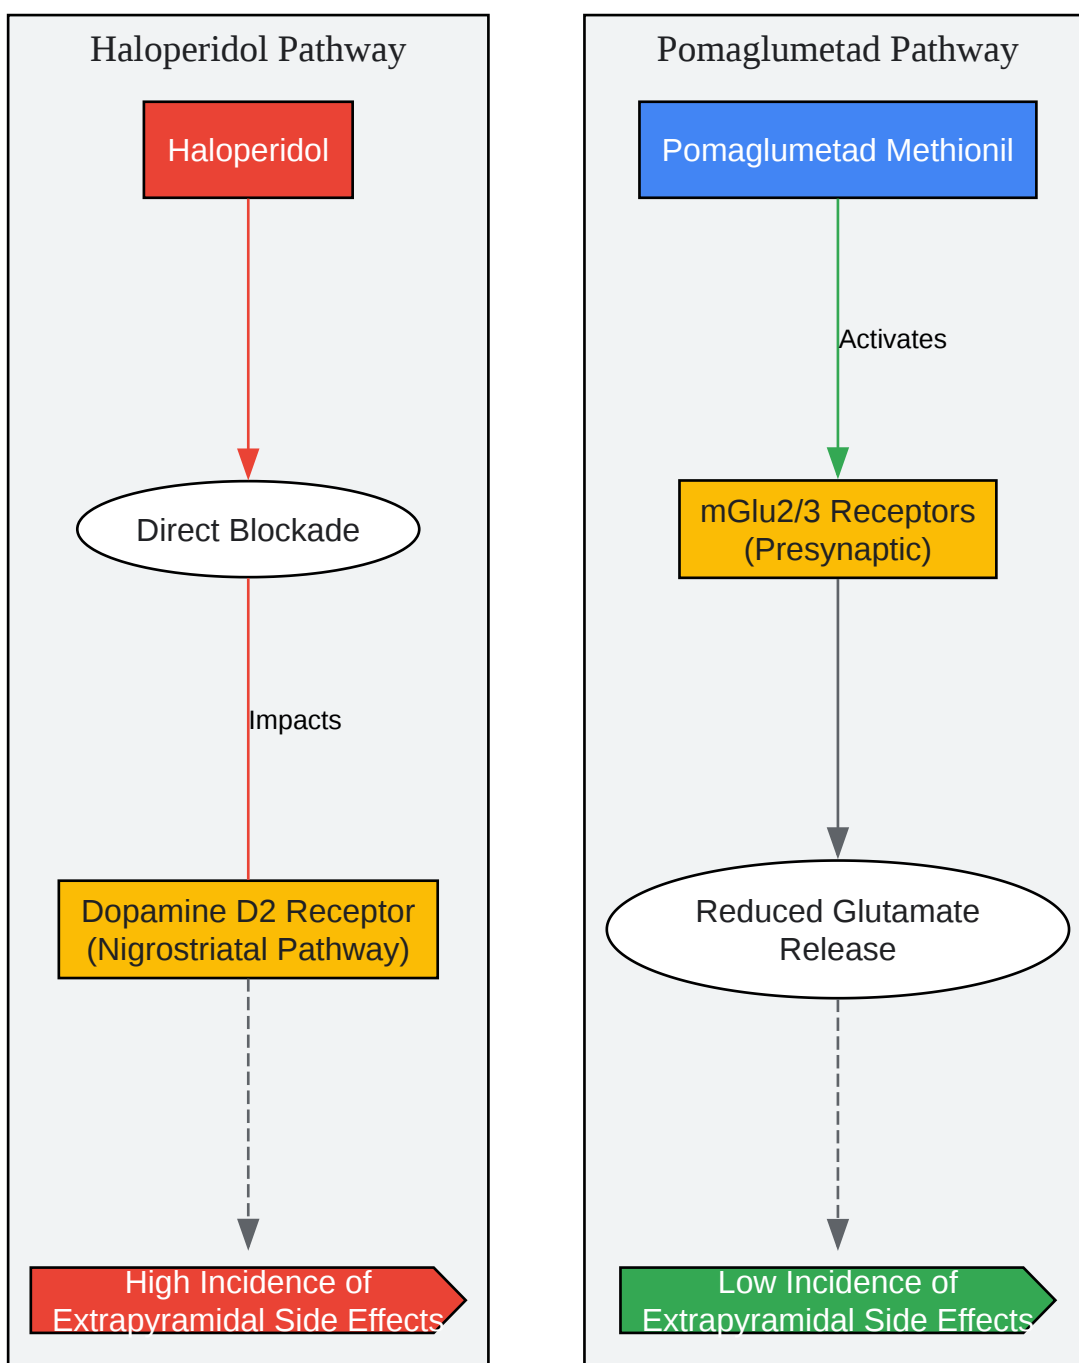 Haloperidol Pathway
Haloperidol
Direct Blockade
Impacts
Dopamine D2 Receptor
(Nigrostriatal Pathway)
High Incidence of
Extrapyramidal Side Effects
Pomaglumetad Pathway
Pomaglumetad Methionil
Activates
mGlu2/3 Receptors
(Presynaptic)
Reduced Glutamate
Release
Low Incidence of
Extrapyramidal Side Effects